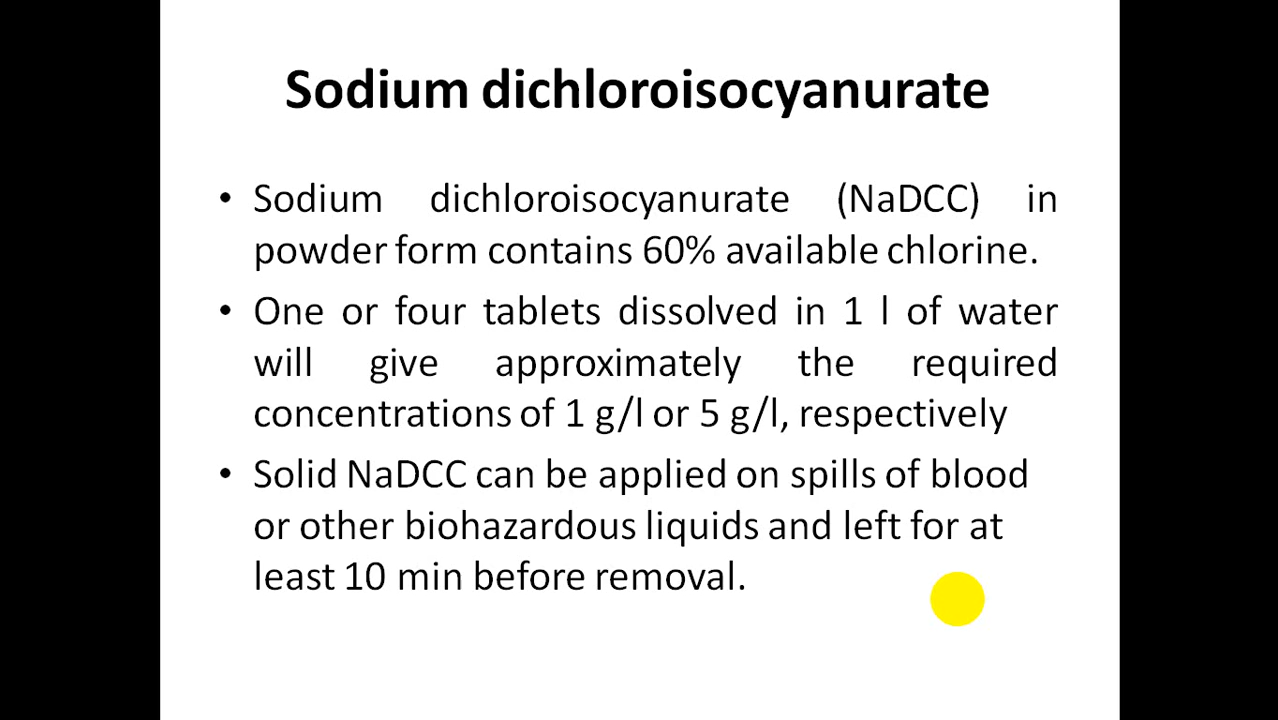 Sodium dichloroisocyanurate
• Sodium dichloroisocyanurate (NaDCC) in
powder form contains 60% available chlorine.
• One or four tablets dissolved in 1 l of water
will give approximately the required
concentrations of 1 g/l or 5 g/l, respectively
• Solid NaDCC can be applied on spills of blood
or other biohazardous liquids and left for at
least 10 min before removal.